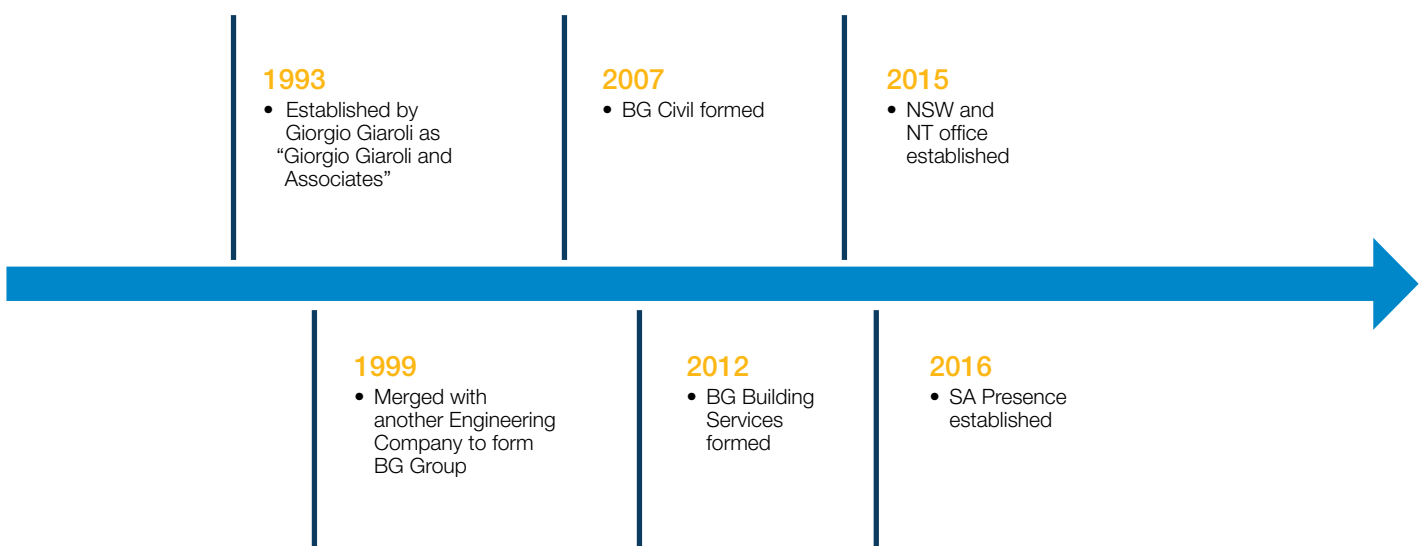 1993
• Established by
Giorgio Giaroli as
“Giorgio Giaroli and
Associates”
1999
• Merged with
another Engineering
Company to form
BG Group
2007
• BG Civil formed
2012
• BG Building
Services
formed
2015
• NSW and
NT office
established
2016
• SA Presence
established